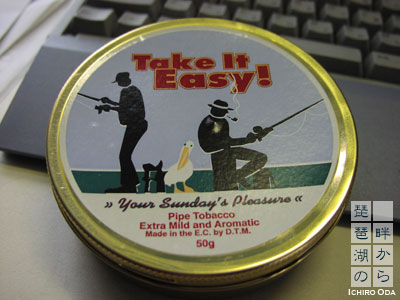 Take It
Easy!
» Your Sunday's Pleasure «
Pipe Tobacco
Extra Mild and Aromatic
Made in the E.C. by D.T.M.
50g
琵琶湖の
畔から
ICHIRO ODA